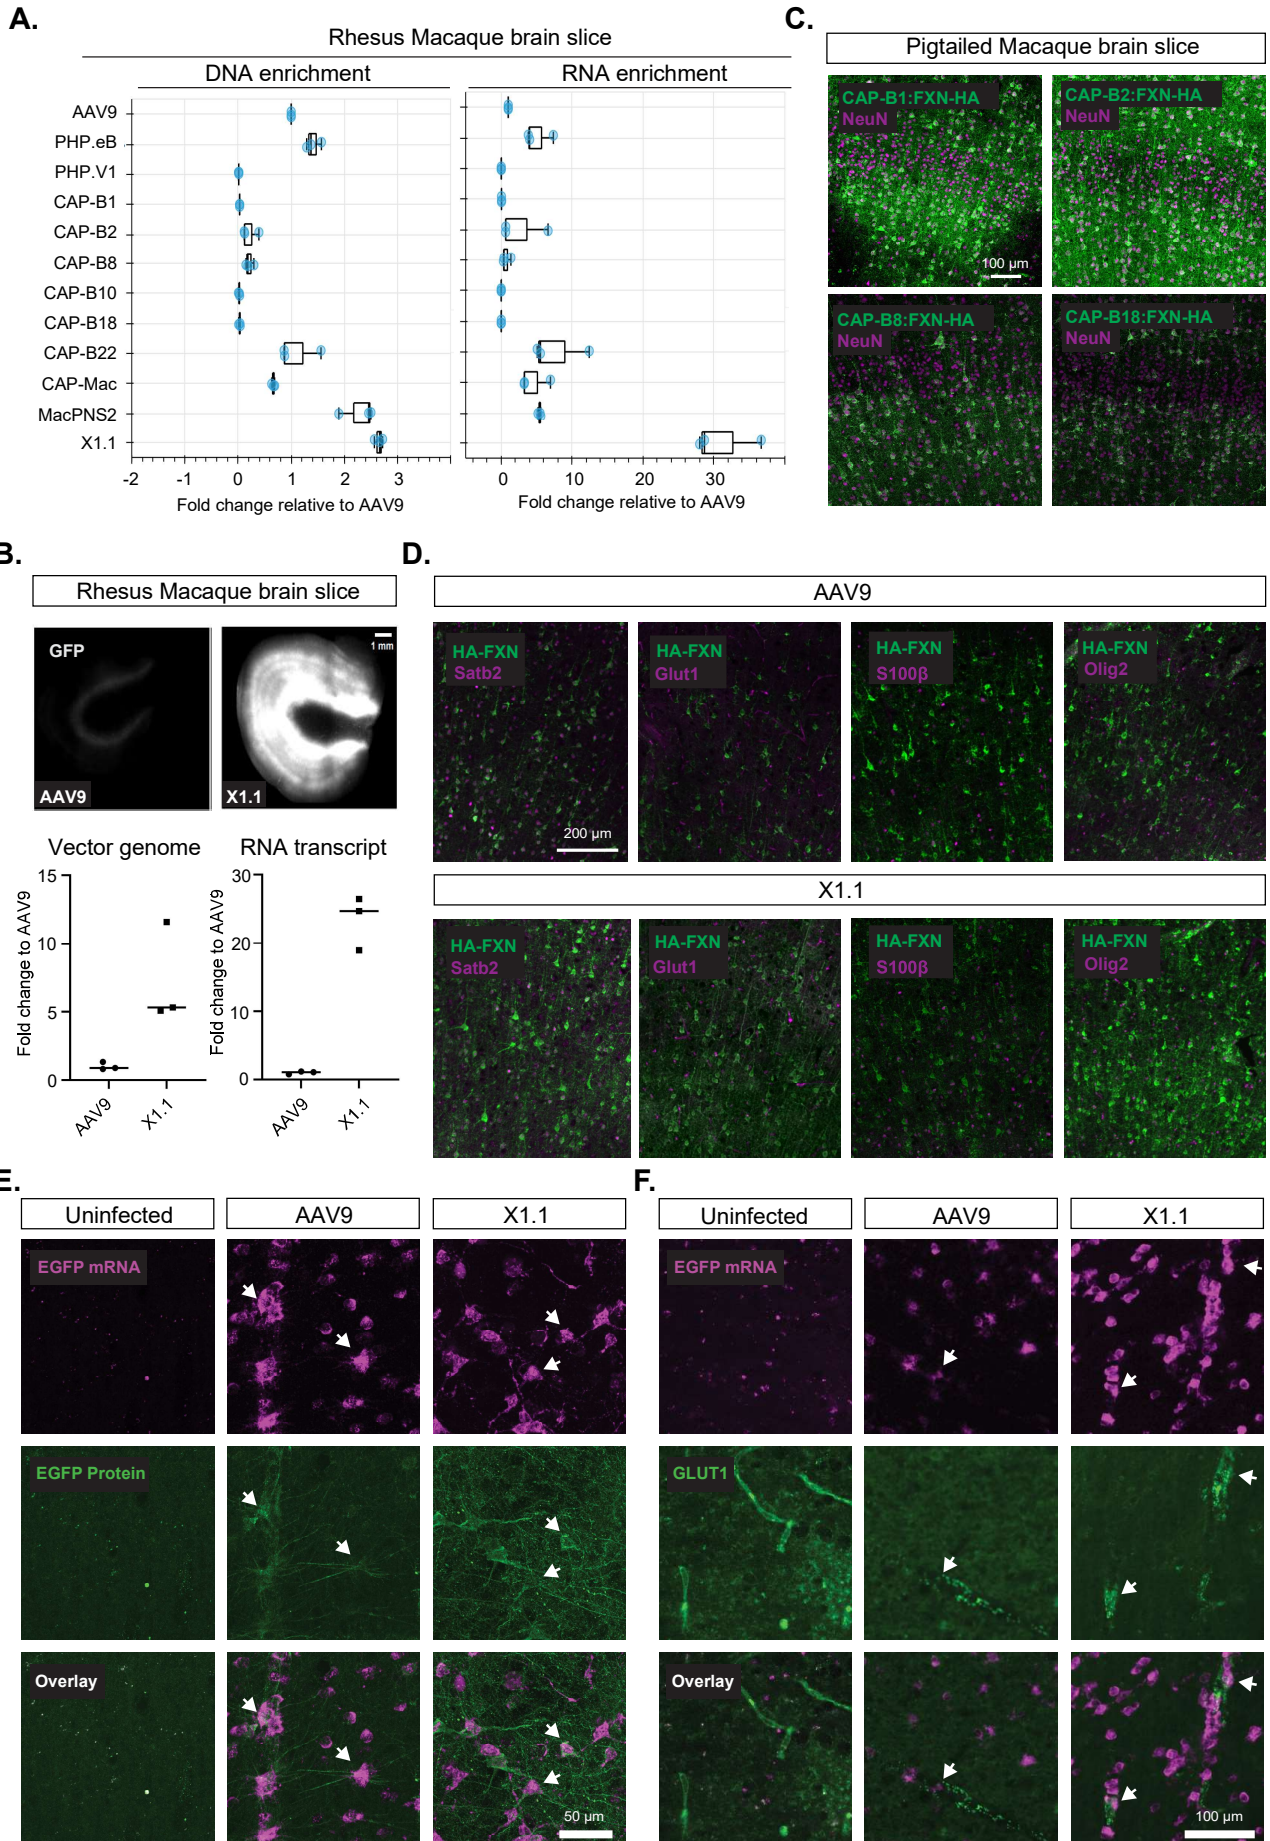 A.
Rhesus Macaque brain slice
DNA enrichment
RNA enrichment
AAV9
PHP.eB
PHP.V1
CAP-B1
CAP-B2
CAP-B8
CAP-B10
CAP-B18
CAP-B22
CAP-Mac
MacPNS2
X1.1
-2 -1 0 1 2 3
Fold change relative to AAV9
0 10 20 30
Fold change relative to AAV9
C.
Pigtailed Macaque brain slice
CAP-B1:FXN-HA
NeuN
100 µm
CAP-B2:FXN-HA
NeuN
CAP-B8:FXN-HA
NeuN
CAP-B18:FXN-HA
NeuN
B.
Rhesus Macaque brain slice
GFP
AAV9
1 mm
X1.1
Vector genome
Fold change to AAV9
15
10
5
0
AAV9
X1.1
RNA transcript
Fold change to AAV9
30
20
10
0
AAV9
X1.1
D.
AAV9
HA-FXN
Satb2
200 µm
HA-FXN
Glut1
HA-FXN
S100β
HA-FXN
Olig2
X1.1
HA-FXN
Satb2
HA-FXN
Glut1
HA-FXN
S100β
HA-FXN
Olig2
E.
Uninfected
AAV9
X1.1
EGFP mRNA
EGFP Protein
Overlay
50 µm
F.
Uninfected
AAV9
X1.1
EGFP mRNA
GLUT1
Overlay
100 µm